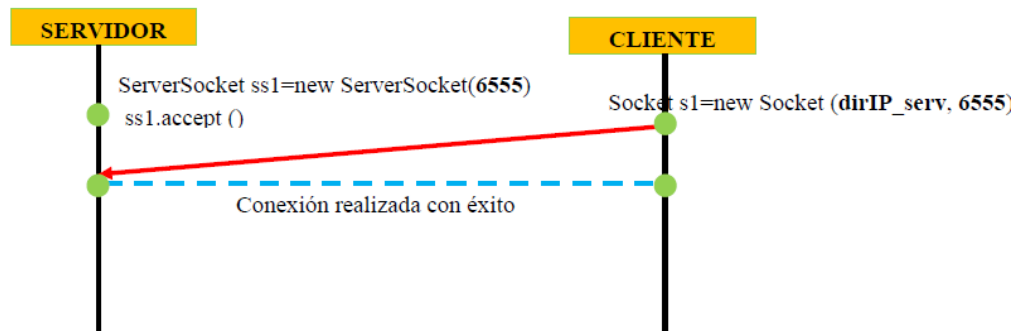 SERVIDOR
CLIENTE
ServerSocket ss1=new ServerSocket(6555)
ss1.accept ()
Socket s1=new Socket (dirIP_serv, 6555)
Conexión realizada con éxito